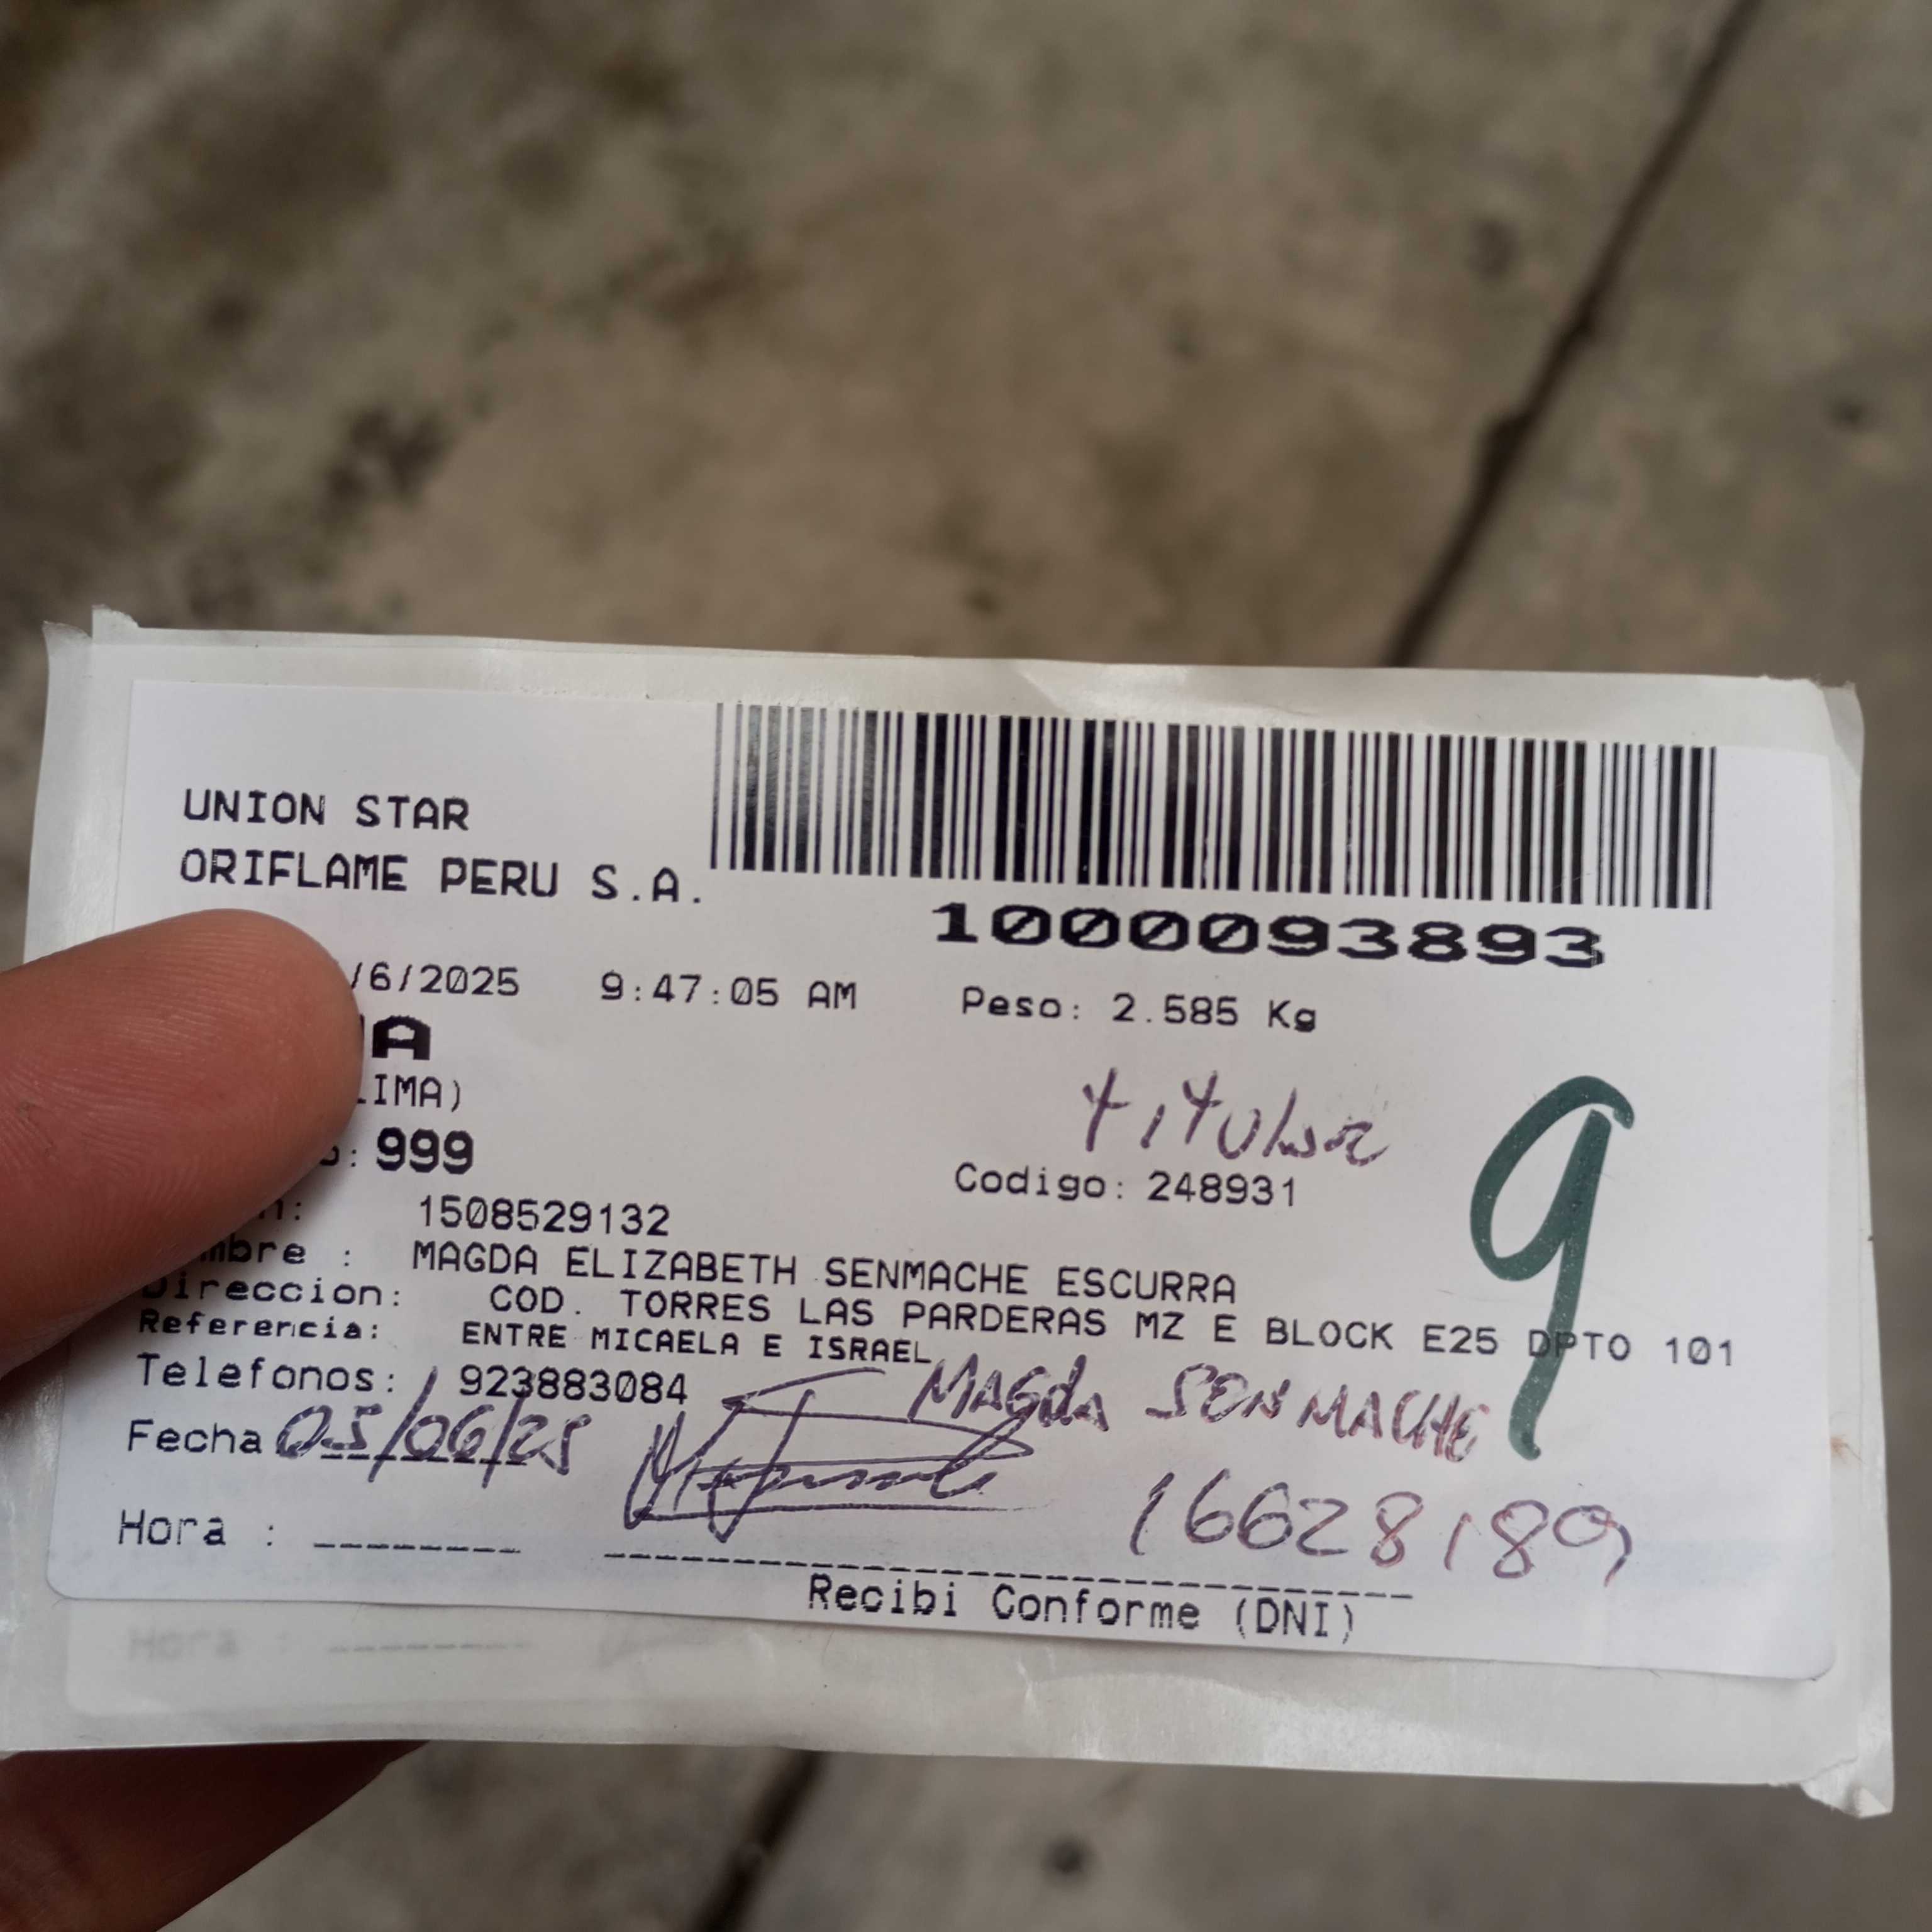 UNION STAR
ORIFLAME PERU S.A.
1000093893
/6/2025 9:47:05 AM Peso: 2.585 Kg
A
LIMA)
titular
: 999
Codigo: 248931
9
n: 1508529132
mbre : MAGDA ELIZABETH SENMACHE ESCURRA
Direccion: COD. TORRES LAS PARDERAS MZ E BLOCK E25 DPTO 101
Referencia: ENTRE MICAELA E ISRAEL
Telefonos: 923883084
MAGda SENMACHE
Fecha 05/06/25
16628189
Hora :
Recibi Conforme (DNI)
Hora :